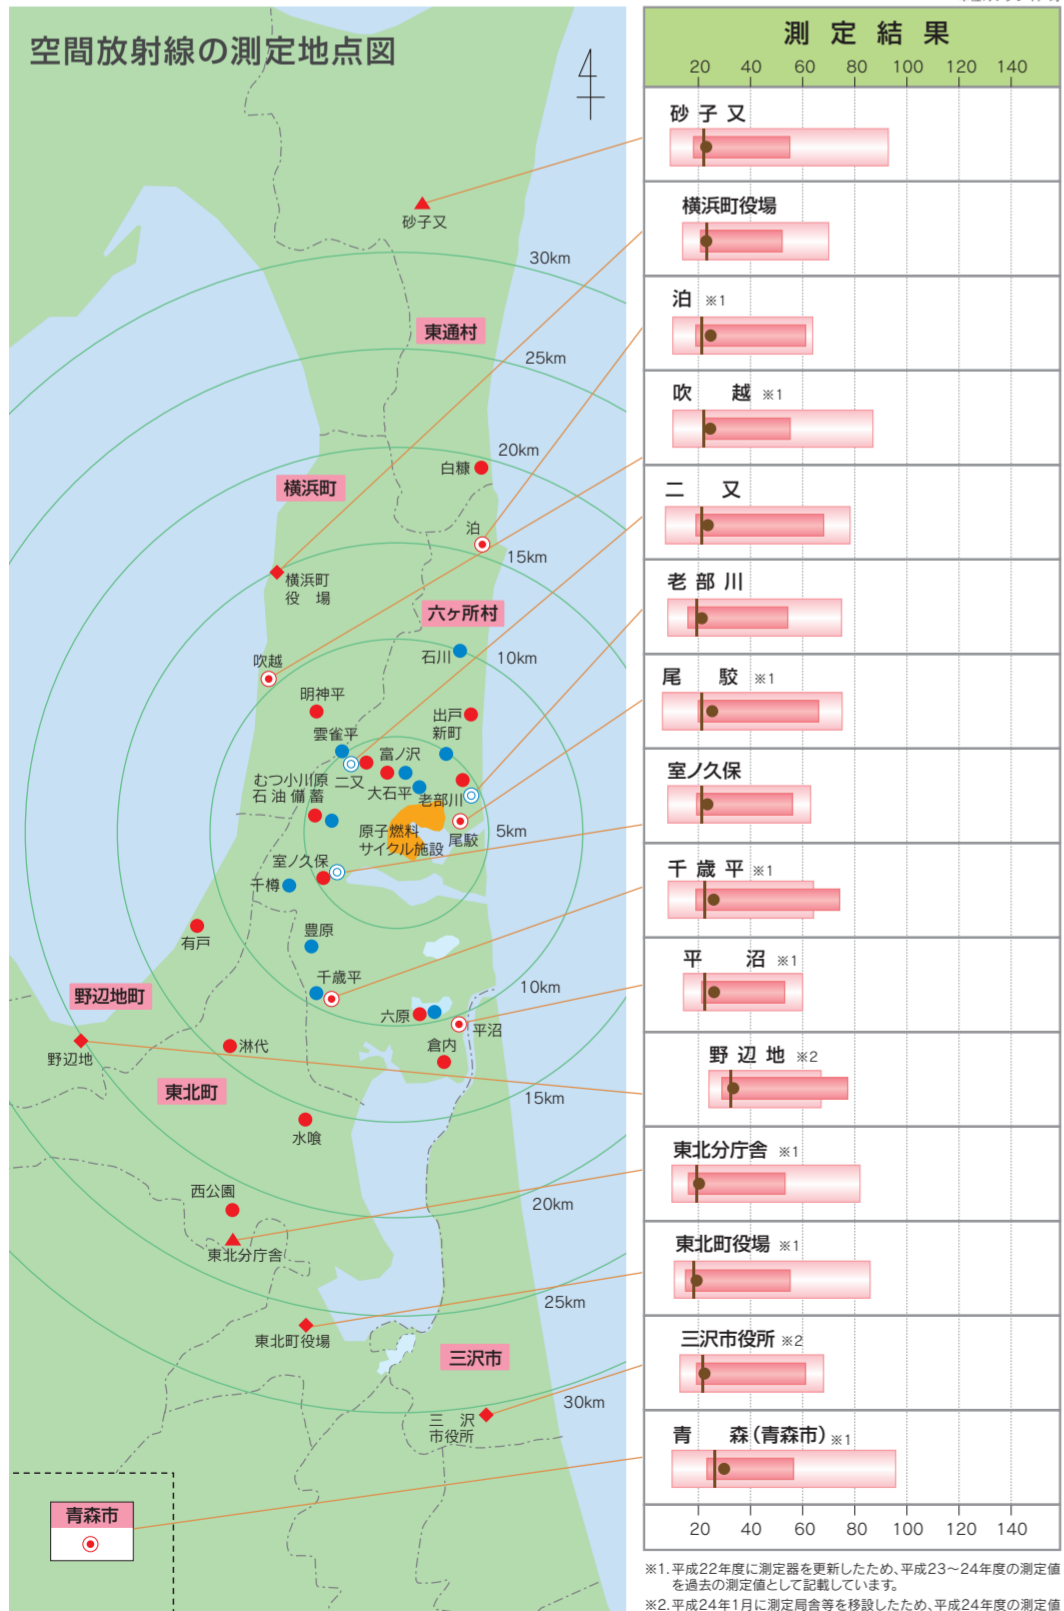 空間放射線の測定地点図
砂子又
30km
東通村
25km
20km
白糠
横浜町
泊
15km
横浜町
役 場
六ヶ所村
石川
10km
吹越
明神平
出戸
新町
雲雀平
富ノ沢
むつ小川原
石油備蓄
二又
大石平
老部川
原子燃料
サイクル施設
尾駮
5km
室ノ久保
千樽
有戸
豊原
千歳平
10km
野辺地町
六原
平沼
野辺地
淋代
倉内
東北町
15km
水喰
西公園
20km
東北分庁舎
25km
東北町役場
三沢市
30km
三 沢
市役所
青森市
測定結果
20 40 60 80 100 120 140
砂子又
横浜町役場
泊 ※1
吹 越 ※1
二 又
老部川
尾 駮 ※1
室ノ久保
千歳平 ※1
平 沼 ※1
野辺地 ※2
東北分庁舎 ※1
東北町役場 ※1
三沢市役所 ※2
青 森(青森市) ※1
20 40 60 80 100 120 140
※1.平成22年度に測定器を更新したため、平成23〜24年度の測定値
を過去の測定値として記載しています。
※2.平成24年1月に測定局舎等を移設したため、平成24年度の測定値